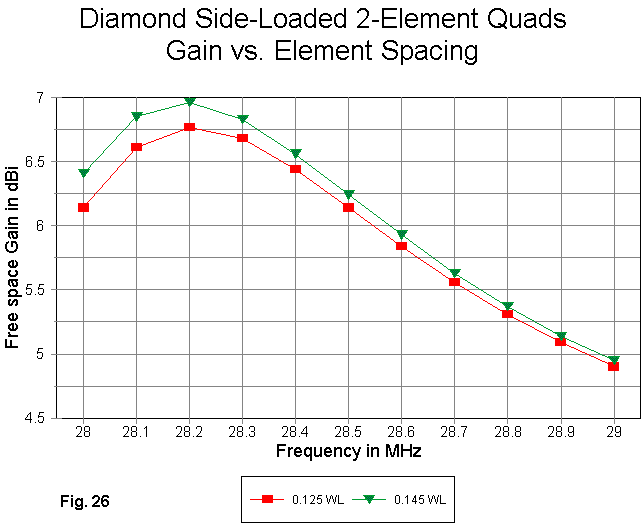 Diamond Side-Loaded 2-Element Quads
Gain vs. Element Spacing
Free space Gain in dBi
7
6.5
6
5.5
5
4.5
28 28.1 28.2 28.3 28.4 28.5 28.6 28.7 28.8 28.9 29
Frequency in MHz
Fig. 26
0.125 WL 0.145 WL